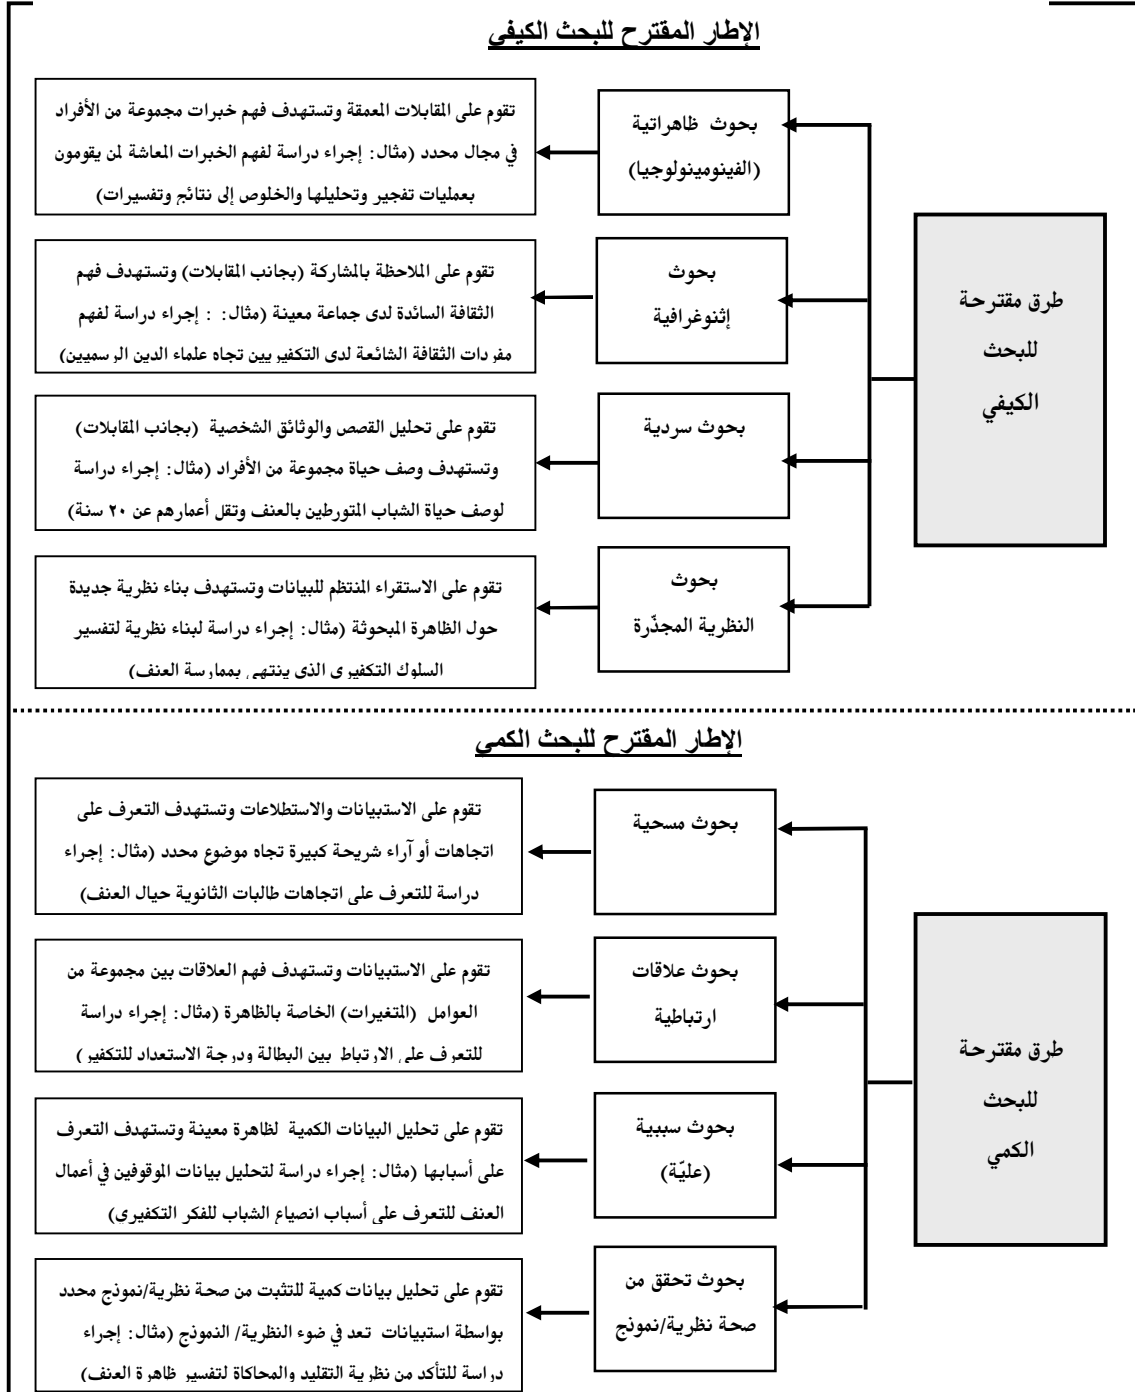 الإطار المقترح للبحث الكيفي
طرق مقترحة
للبحث
الكيفي
بحوث ظاهراتية
(الفينومينولوجيا)
تقوم على المقابلات المعمقة وتستهدف فهم خبرات مجموعة من الأفراد
في مجال محدد (مثال: إجراء دراسة لفهم الخبرات المعاشة لمن يقومون
بعمليات تفجير وتحليلها والخلوص إلى نتائج وتفسيرات)
بحوث
إثنوغرافية
تقوم على الملاحظة بالمشاركة (بجانب المقابلات) وتستهدف فهم
الثقافة السائدة لدى جماعة معينة (مثال: : إجراء دراسة لفهم
مفردات الثقافة الشائعة لدى التكفيريين تجاه علماء الدين الرسميين)
بحوث سردية
تقوم على تحليل القصص والوثائق الشخصية (بجانب المقابلات)
وتستهدف وصف حياة مجموعة من الأفراد (مثال: إجراء دراسة
لوصف حياة الشباب المتورطين بالعنف وتقل أعمارهم عن ٢٠ سنة)
بحوث
النظرية المجذّرة
تقوم على الاستقراء المنتظم للبيانات وتستهدف بناء نظرية جديدة
حول الظاهرة المبحوثة (مثال: إجراء دراسة لبناء نظرية لتفسير
السلوك التكفيري الذي ينتهي بممارسة العنف)
الإطار المقترح للبحث الكمي
طرق مقترحة
للبحث
الكمي
بحوث مسحية
تقوم على الاستبيانات والاستطلاعات وتستهدف التعرف على
اتجاهات أو آراء شريحة كبيرة تجاه موضوع محدد (مثال: إجراء
دراسة للتعرف على اتجاهات طالبات الثانوية حيال العنف)
بحوث علاقات
ارتباطية
تقوم على الاستبيانات وتستهدف فهم العلاقات بين مجموعة من
العوامل (المتغيرات) الخاصة بالظاهرة (مثال: إجراء دراسة
للتعرف على الارتباط بين البطالة ودرجة الاستعداد للتكفير)
بحوث سببية
(عليّة)
تقوم على تحليل البيانات الكمية لظاهرة معينة وتستهدف التعرف
على أسبابها (مثال: إجراء دراسة لتحليل بيانات الموقوفين في أعمال
العنف للتعرف على أسباب انصياع الشباب للفكر التكفيري)
بحوث تحقق من
صحة نظرية/نموذج
تقوم على تحليل بيانات كمية للتثبت من صحة نظرية/نموذج محدد
بواسطة استبيانات تعد في ضوء النظرية/ النموذج (مثال: إجراء
دراسة للتأكد من نظرية التقليد والمحاكاة لتفسير ظاهرة العنف)